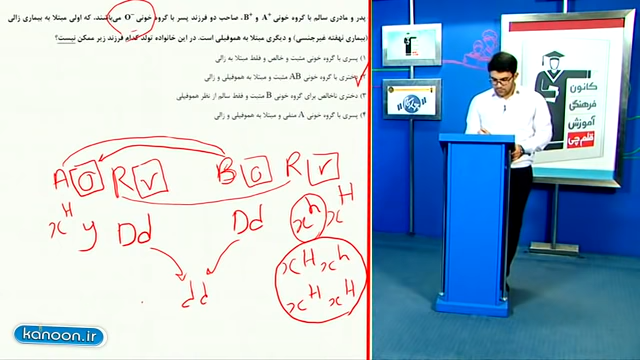 پدر و مادری سالم با گروه خونی A⁺ و B⁺، صاحب دو فرزند پسر با گروه خونی O⁻ می‌باشند، که اولی مبتلا به بیماری زالی
(بیماری نهفته غیرجنسی) و دیگری مبتلا به هموفیلی است. در این خانواده تولد کدام فرزند زیر ممکن نیست؟
۱) پسری با گروه خونی مثبت و خالص و فقط مبتلا به زالی
۲) دختری با گروه خونی AB مثبت و مبتلا به هموفیلی و زالی
۳) دختری ناخالص برای گروه خونی B مثبت و فقط سالم از نظر هموفیلی
۴) پسری با گروه خونی A منفی و مبتلا به هموفیلی و زالی
A o R r B o R r
x^H y Dd Dd x^h x^H
x^H x^h
dd x^H x^H
کانون
فرهنگی
آموزش
قلم‌چی
kanoon.ir